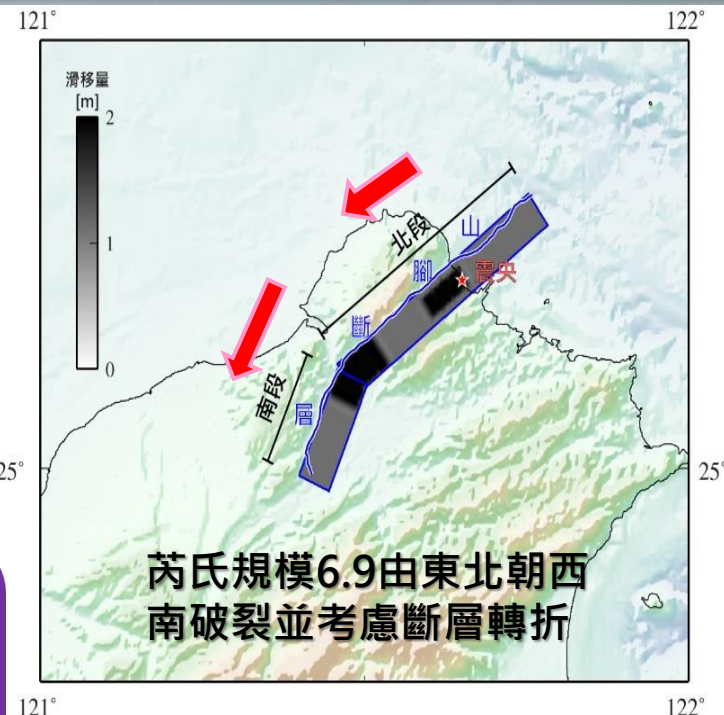 121°
122°
滑移量
[m]
2
1
0
北段
山
腳
震央
斷
南段
層
25°
25°
芮氏規模6.9由東北朝西
南破裂並考慮斷層轉折
121°
122°